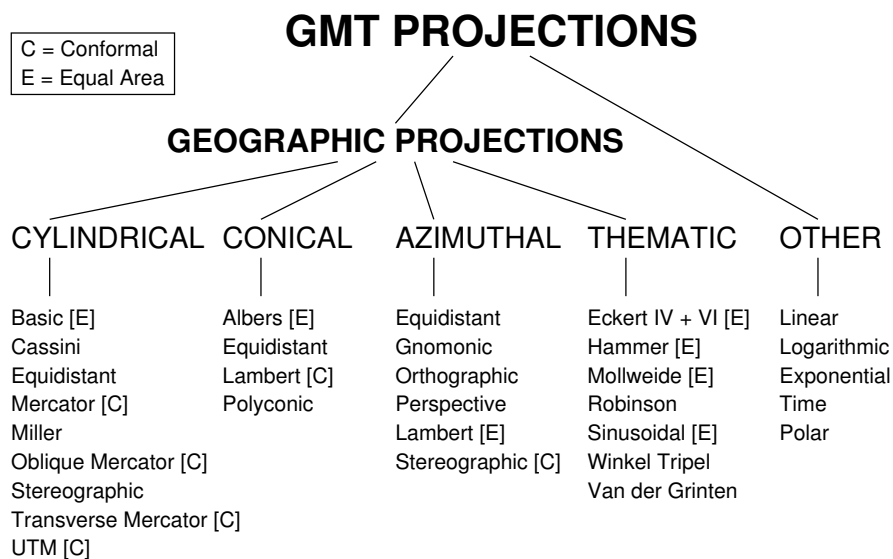 GMT PROJECTIONS
C = Conformal
E = Equal Area
GEOGRAPHIC PROJECTIONS
CYLINDRICAL
Basic [E]
Cassini
Equidistant
Mercator [C]
Miller
Oblique Mercator [C]
Stereographic
Transverse Mercator [C]
UTM [C]
CONICAL
Albers [E]
Equidistant
Lambert [C]
Polyconic
AZIMUTHAL
Equidistant
Gnomonic
Orthographic
Perspective
Lambert [E]
Stereographic [C]
THEMATIC
Eckert IV + VI [E]
Hammer [E]
Mollweide [E]
Robinson
Sinusoidal [E]
Winkel Tripel
Van der Grinten
OTHER
Linear
Logarithmic
Exponential
Time
Polar